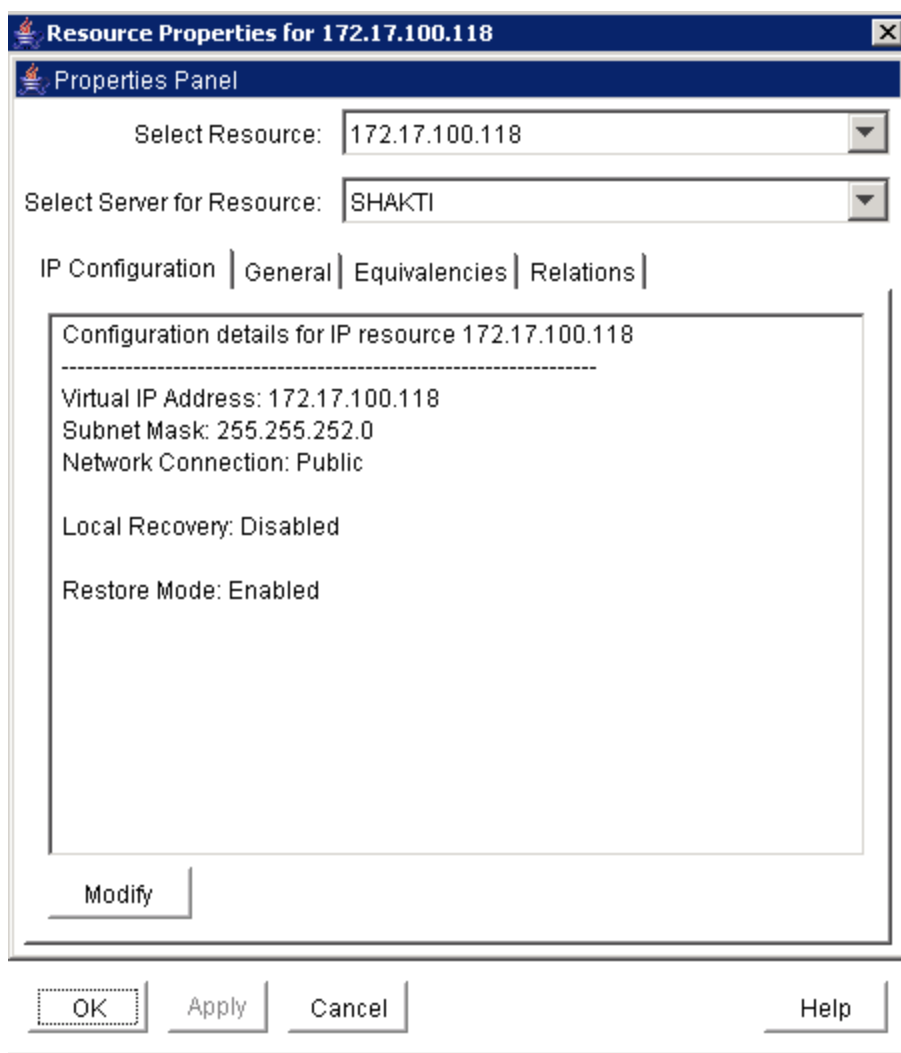 Resource Properties for 172.17.100.118
Properties Panel
Select Resource: 172.17.100.118
Select Server for Resource: SHAKTI
IP Configuration General Equivalencies Relations
Configuration details for IP resource 172.17.100.118
-------------------------------------------------------------------
Virtual IP Address: 172.17.100.118
Subnet Mask: 255.255.252.0
Network Connection: Public
Local Recovery: Disabled
Restore Mode: Enabled
Modify
OK Apply Cancel Help